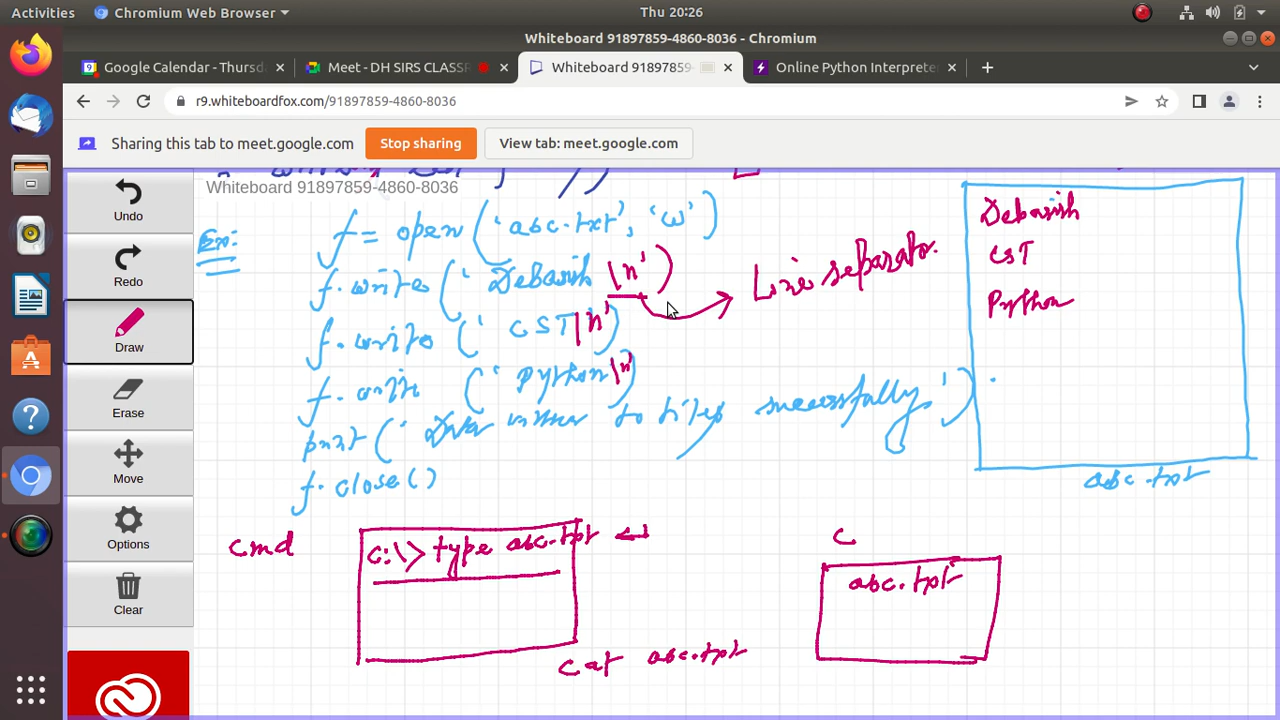 Activities
Chromium Web Browser
Thu 20:26
Whiteboard 91897859-4860-8036 - Chromium
Google Calendar - Thursda
Meet - DH SIRS CLASSR
Whiteboard 91897859-
Online Python Interprete
r9.whiteboardfox.com/91897859-4860-8036
Sharing this tab to meet.google.com
Stop sharing
View tab: meet.google.com
Whiteboard 91897859-4860-8036
Undo
Redo
Draw
Erase
Move
Options
Clear
Ex:
f = open('abc.txt', 'w')
f.write('Debasish\n')
Line separator
f.write('CST\n')
f.write('python\n')
print('Data written to files successfully')
f.close()
Debasish
CST
Python
abc.txt
cmd
c:\> type abc.txt ↵
cat abc.txt
C
abc.txt